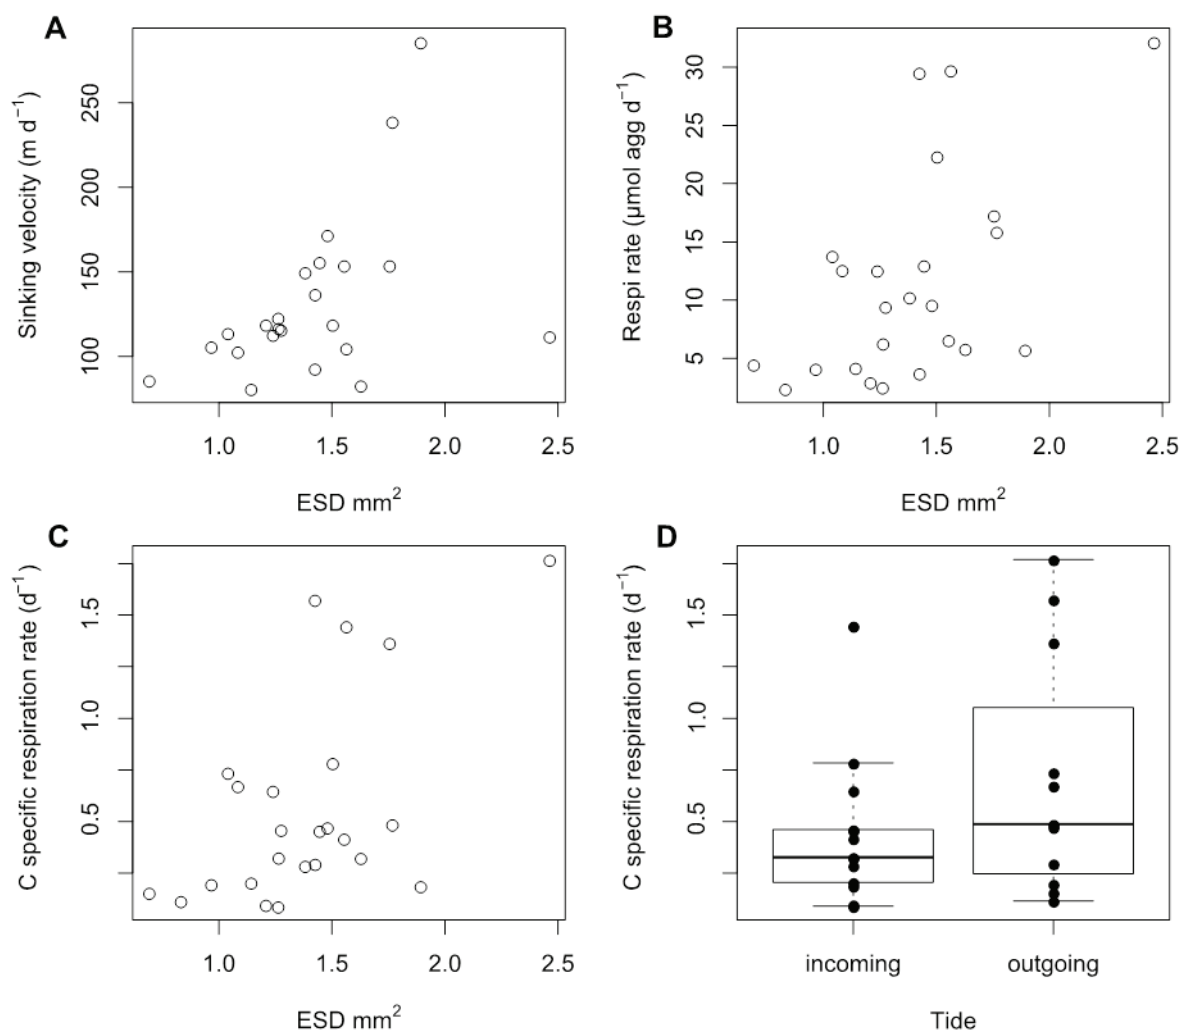 A
Sinking velocity (m d⁻¹)
250
200
150
100
1.0 1.5 2.0 2.5
ESD mm²
B
Respi rate (µmol agg d⁻¹)
30
25
20
15
10
5
1.0 1.5 2.0 2.5
ESD mm²
C
C specific respiration rate (d⁻¹)
1.5
1.0
0.5
1.0 1.5 2.0 2.5
ESD mm²
D
C specific respiration rate (d⁻¹)
1.5
1.0
0.5
incoming outgoing
Tide